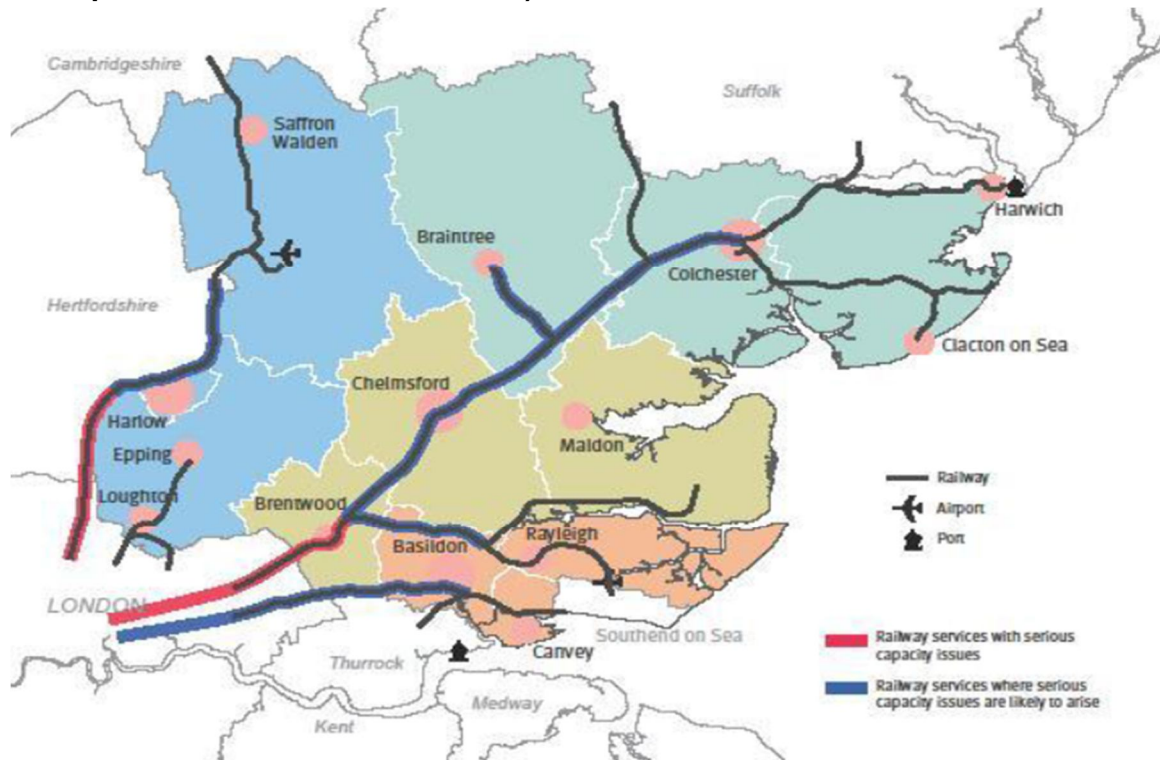 Cambridgeshire
Suffolk
Saffron
Walden
Harwich
Braintree
Colchester
Hertfordshire
Clacton on Sea
Chelmsford
Harlow
Maldon
Epping
Loughton
Brentwood
Railway
Airport
Rayleigh
Basildon
Port
LONDON
Southend on Sea
Railway services with serious
capacity issues
Canvey
Thurrock
Railway services where serious
capacity issues are likely to arise
Medway
Kent